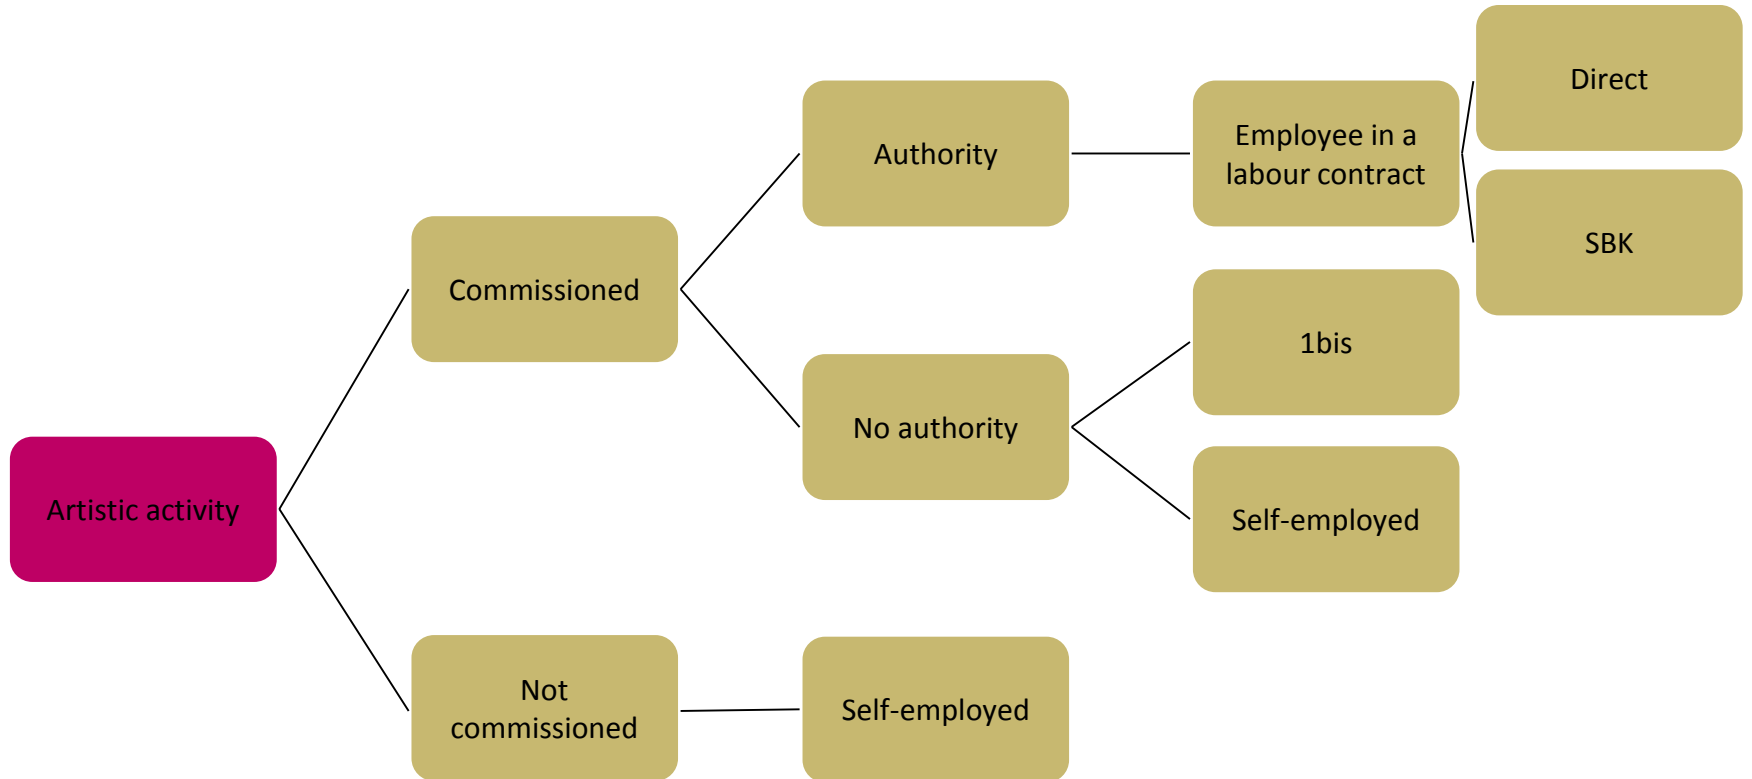 Artistic activity
Commissioned
Authority
Employee in a
labour contract
Direct
SBK
No authority
1bis
Self-employed
Not
commissioned
Self-employed